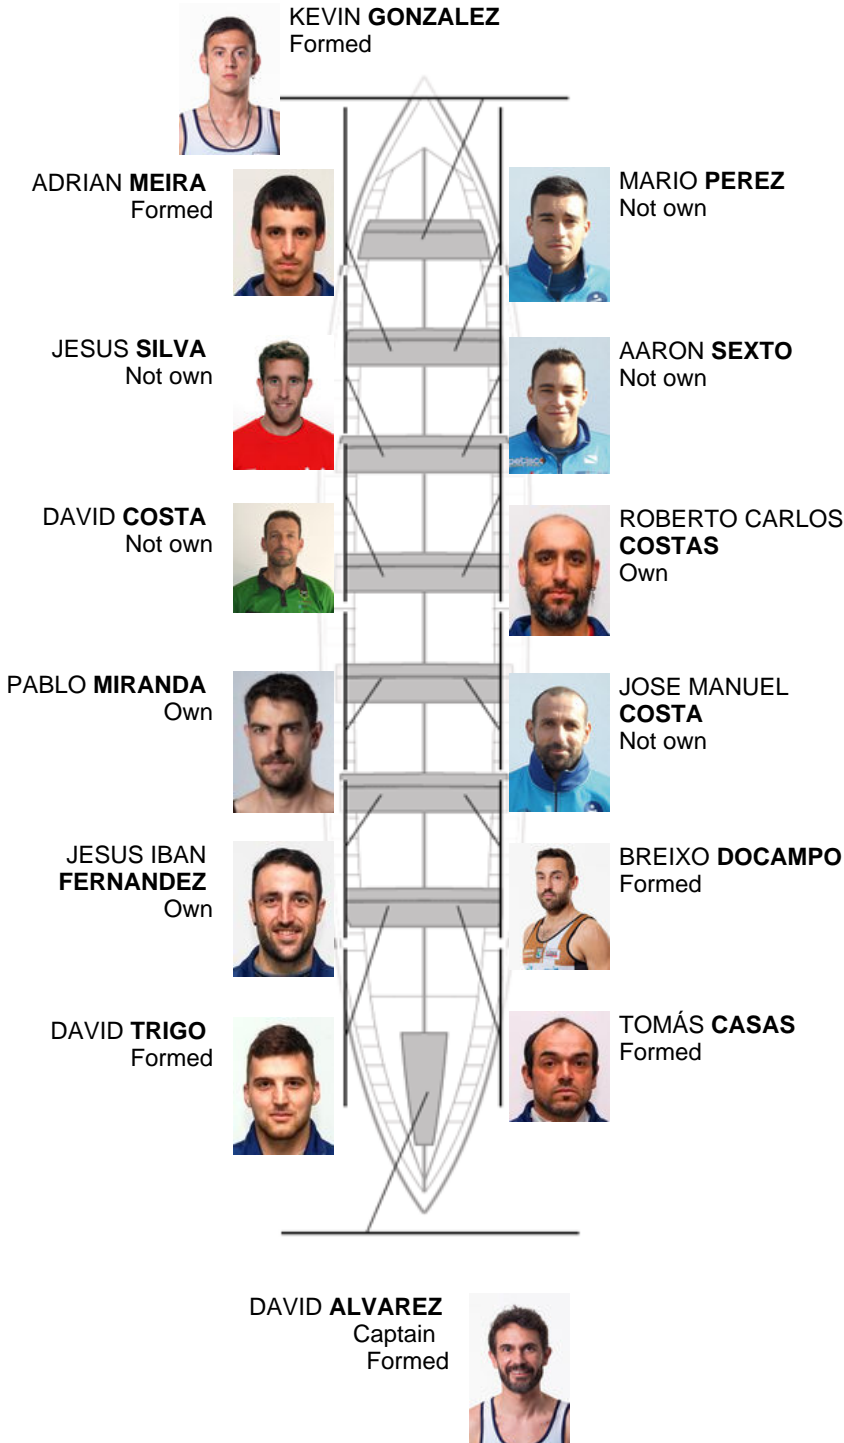 KEVIN GONZALEZ
Formed
ADRIAN MEIRA
Formed
MARIO PEREZ
Not own
JESUS SILVA
Not own
AARON SEXTO
Not own
DAVID COSTA
Not own
ROBERTO CARLOS
COSTAS
Own
PABLO MIRANDA
Own
JOSE MANUEL
COSTA
Not own
JESUS IBAN
FERNANDEZ
Own
BREIXO DOCAMPO
Formed
DAVID TRIGO
Formed
TOMÁS CASAS
Formed
DAVID ALVAREZ
Captain
Formed